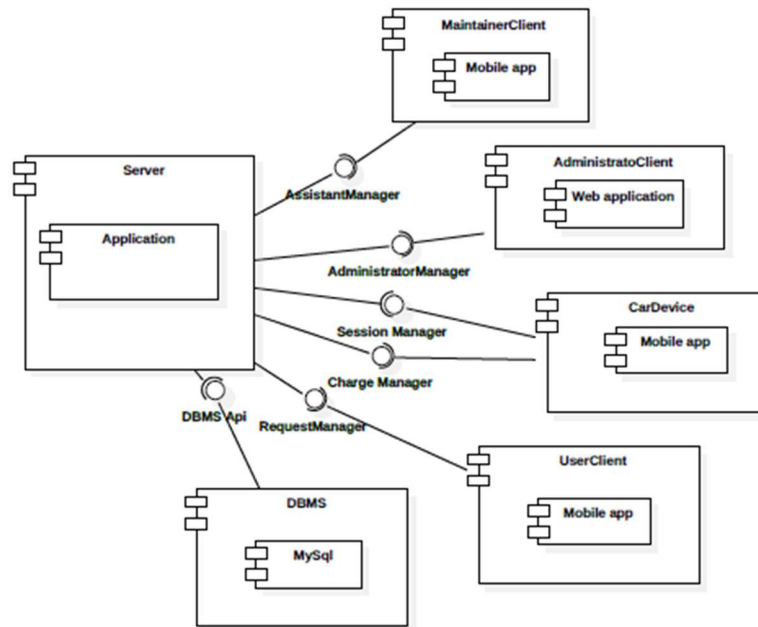 MaintainerClient
Mobile app
Server
Application
AssistantManager
AdministratoClient
Web application
AdministratorManager
CarDevice
Mobile app
Session Manager
Charge Manager
DBMS Api
RequestManager
UserClient
Mobile app
DBMS
MySql